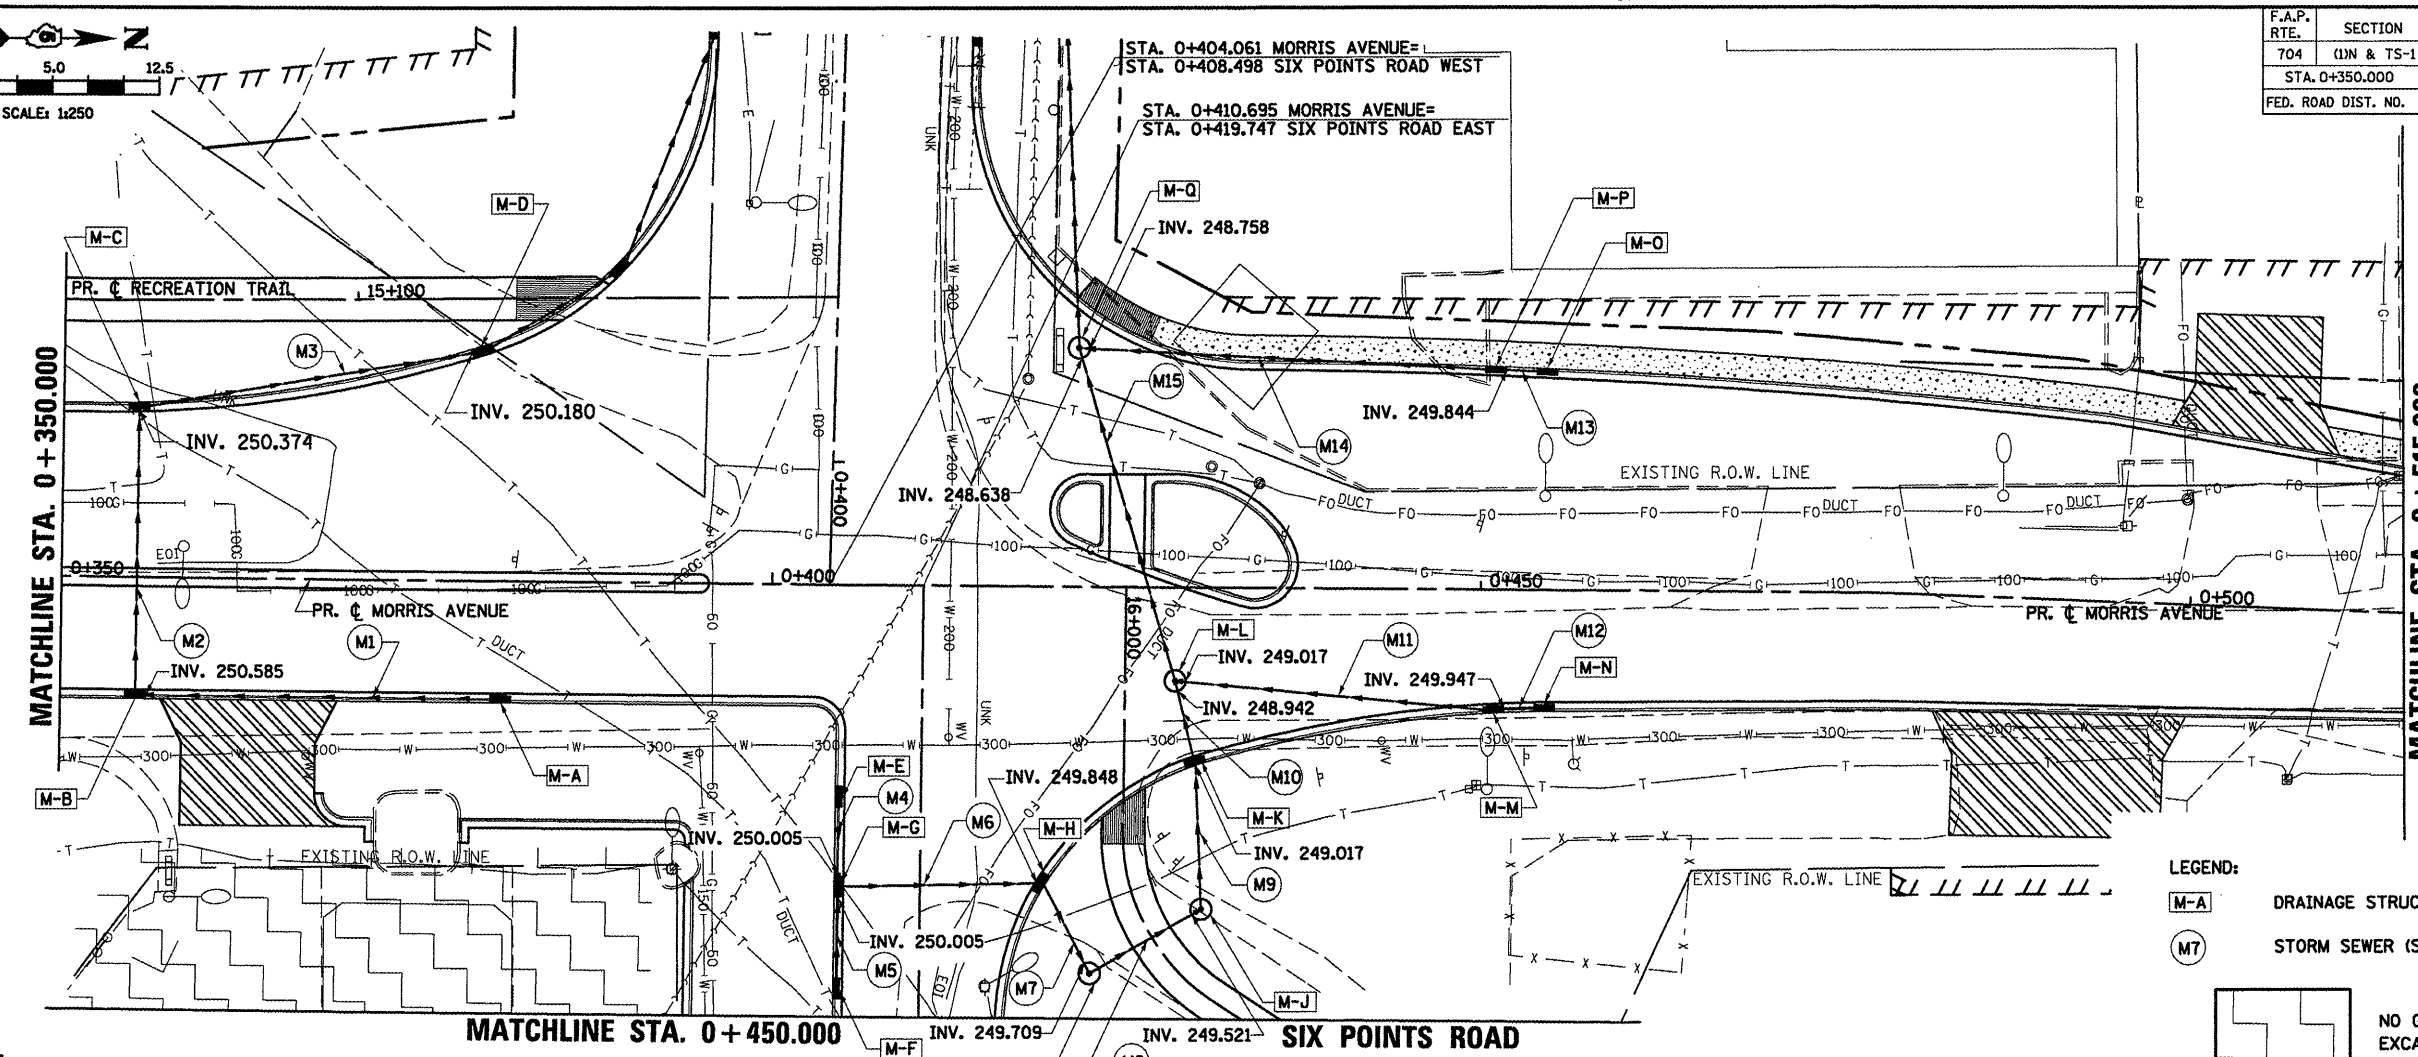 N
5.0 12.5
SCALE: 1:250
F.A.P. RTE. SECTION
704 (1)N & TS-1
STA. 0+350.000
FED. ROAD DIST. NO.
STA. 0+404.061 MORRIS AVENUE=
STA. 0+408.498 SIX POINTS ROAD WEST
STA. 0+410.695 MORRIS AVENUE=
STA. 0+419.747 SIX POINTS ROAD EAST
M-C
M-D
M-Q
INV. 248.758
M-P
M-O
PR. ℄ RECREATION TRAIL
15+100
M3
INV. 250.180
INV. 250.374
M15
INV. 249.844
M13
M14
INV. 248.638
EXISTING R.O.W. LINE
DUCT
DUCT
DUCT
MATCHLINE STA. 0+350.000
0+350
0+400
0+400
0+450
0+500
PR. ℄ MORRIS AVENUE
PR. ℄ MORRIS AVENUE
16+000
M2
M1
DUCT
DUCT
INV. 250.585
M-L
INV. 249.017
M11
M12
M-N
INV. 249.947
INV. 248.942
M-A
M-B
M-E
M4
M-G
M6
INV. 249.848
M-H
M10
M-K
M-M
INV. 250.005
INV. 249.017
M9
EXISTING R.O.W. LINE
EXISTING R.O.W. LINE
INV. 250.005
M5
DUCT
M7
M-J
M-F
INV. 249.709
INV. 249.521
MATCHLINE STA. 0+450.000
SIX POINTS ROAD
LEGEND:
M-A DRAINAGE STRUC
M7 STORM SEWER (S
NO G
EXCA